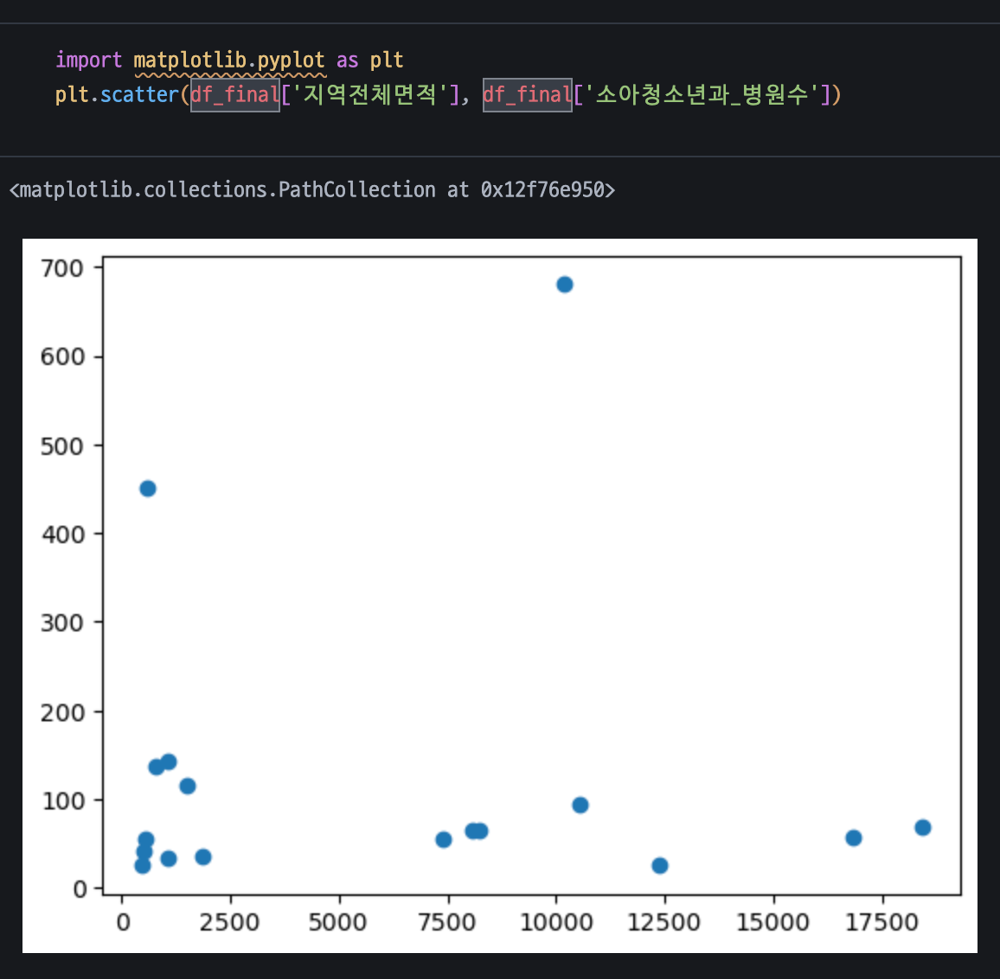 import matplotlib.pyplot as plt
plt.scatter(df_final['지역전체면적'], df_final['소아청소년과_병원수'])
<matplotlib.collections.PathCollection at 0x12f76e950>
700
600
500
400
300
200
100
0
0 2500 5000 7500 10000 12500 15000 17500